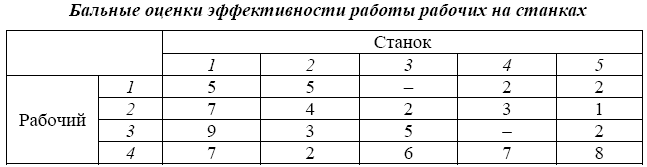 Бальные оценки эффективности работы рабочих на станках
Станок
1 2 3 4 5
Рабочий
1 5 5 – 2 2
2 7 4 2 3 1
3 9 3 5 – 2
4 7 2 6 7 8